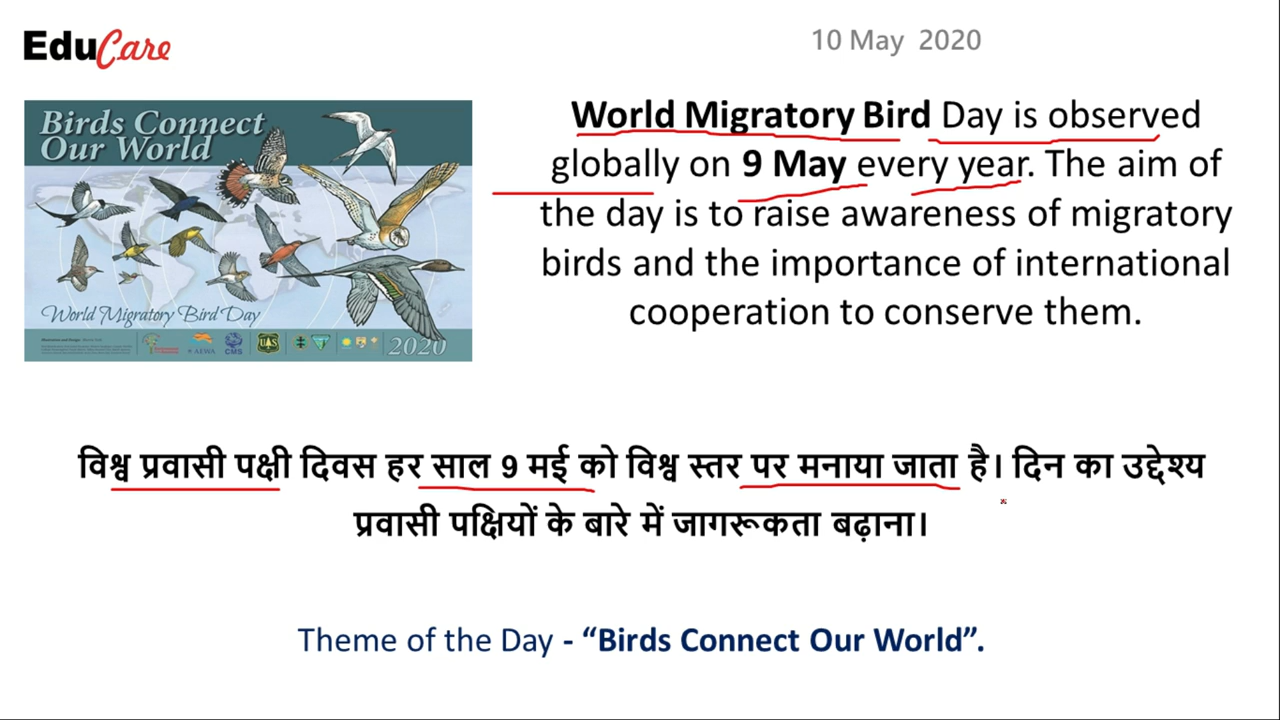 EduCare
10 May 2020
Birds Connect
Our World
World Migratory Bird Day
AEWA
CMS
UAS
2020
World Migratory Bird Day is observed
globally on 9 May every year. The aim of
the day is to raise awareness of migratory
birds and the importance of international
cooperation to conserve them.
विश्व प्रवासी पक्षी दिवस हर साल 9 मई को विश्व स्तर पर मनाया जाता है। दिन का उद्देश्य
प्रवासी पक्षियों के बारे में जागरूकता बढ़ाना।
Theme of the Day - “Birds Connect Our World”.